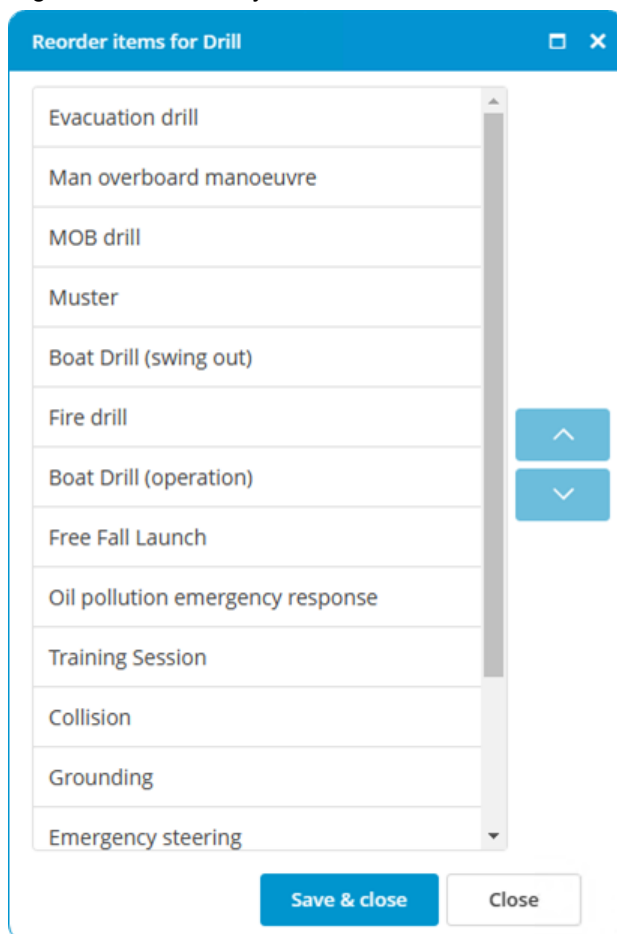 Reorder items for Drill
Evacuation drill
Man overboard manoeuvre
MOB drill
Muster
Boat Drill (swing out)
Fire drill
Boat Drill (operation)
Free Fall Launch
Oil pollution emergency response
Training Session
Collision
Grounding
Emergency steering
Save & close
Close